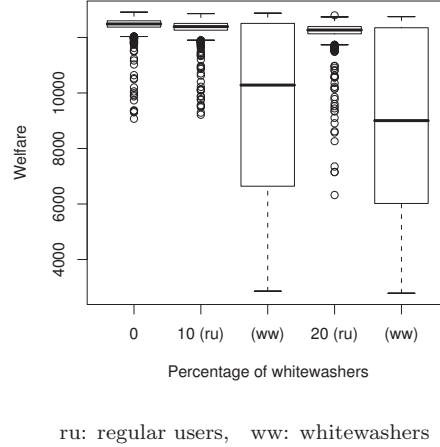 Welfare
4000
6000
8000
10000
0
10 (ru)
(ww)
20 (ru)
(ww)
Percentage of whitewashers
ru: regular users, ww: whitewashers